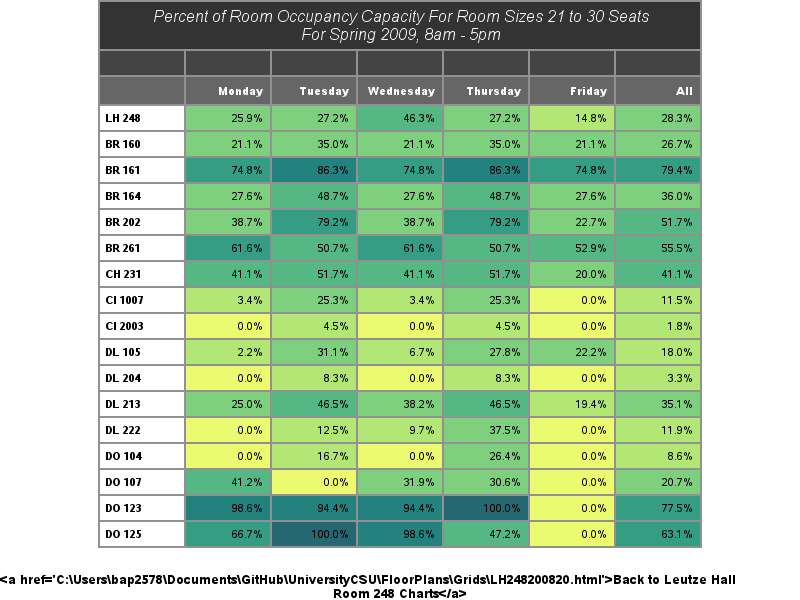 Percent of Room Occupancy Capacity For Room Sizes 21 to 30 Seats
For Spring 2009, 8am - 5pm
Monday Tuesday Wednesday Thursday Friday All
LH 248 25.9% 27.2% 46.3% 27.2% 14.8% 28.3%
BR 160 21.1% 35.0% 21.1% 35.0% 21.1% 26.7%
BR 161 74.8% 86.3% 74.8% 86.3% 74.8% 79.4%
BR 164 27.6% 48.7% 27.6% 48.7% 27.6% 36.0%
BR 202 38.7% 79.2% 38.7% 79.2% 22.7% 51.7%
BR 261 61.6% 50.7% 61.6% 50.7% 52.9% 55.5%
CH 231 41.1% 51.7% 41.1% 51.7% 20.0% 41.1%
CI 1007 3.4% 25.3% 3.4% 25.3% 0.0% 11.5%
CI 2003 0.0% 4.5% 0.0% 4.5% 0.0% 1.8%
DL 105 2.2% 31.1% 6.7% 27.8% 22.2% 18.0%
DL 204 0.0% 8.3% 0.0% 8.3% 0.0% 3.3%
DL 213 25.0% 46.5% 38.2% 46.5% 19.4% 35.1%
DL 222 0.0% 12.5% 9.7% 37.5% 0.0% 11.9%
DO 104 0.0% 16.7% 0.0% 26.4% 0.0% 8.6%
DO 107 41.2% 0.0% 31.9% 30.6% 0.0% 20.7%
DO 123 98.6% 94.4% 94.4% 100.0% 0.0% 77.5%
DO 125 66.7% 100.0% 98.6% 47.2% 0.0% 63.1%
<a href='C:\Users\bap2578\Documents\GitHub\UniversityCSU\FloorPlans\Grids\LH248200820.html'>Back to Leutze Hall
Room 248 Charts</a>